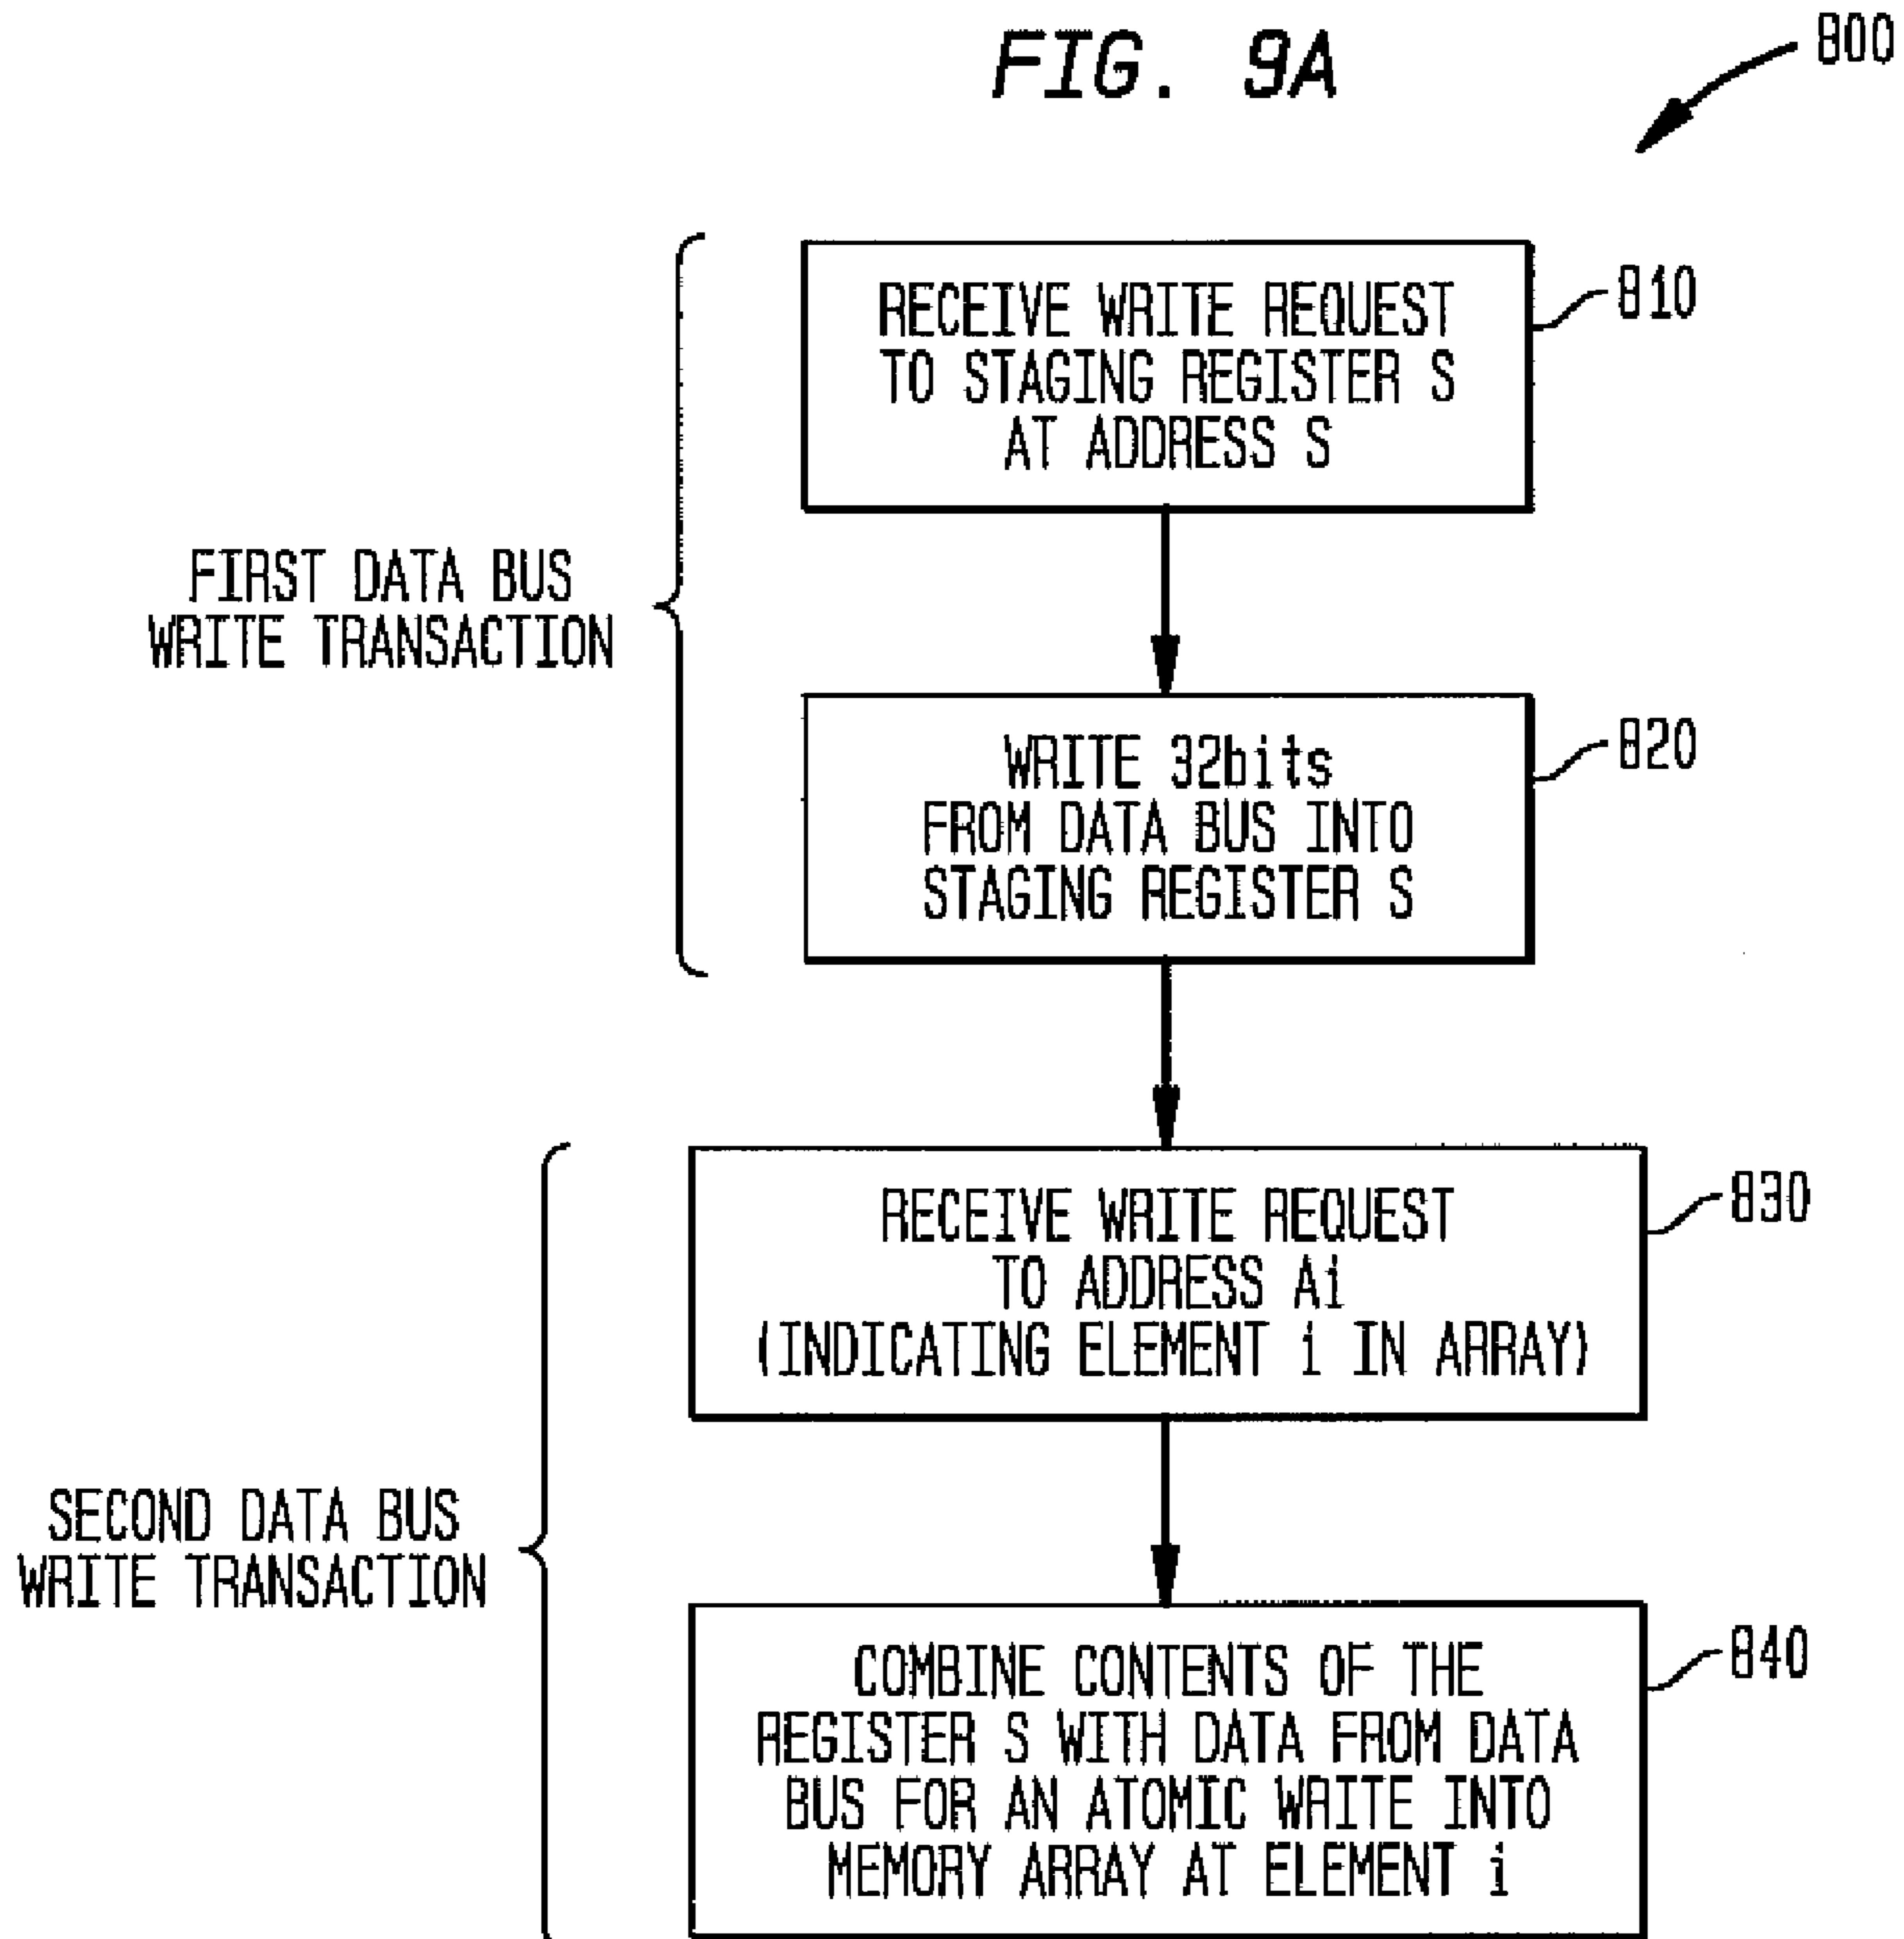 FIG. 9A
800
RECEIVE WRITE REQUEST
TO STAGING REGISTER S
AT ADDRESS S
810
FIRST DATA BUS
WRITE TRANSACTION
WRITE 32bits
FROM DATA BUS INTO
STAGING REGISTER S
820
RECEIVE WRITE REQUEST
TO ADDRESS Ai
(INDICATING ELEMENT i IN ARRAY)
830
SECOND DATA BUS
WRITE TRANSACTION
COMBINE CONTENTS OF THE
REGISTER S WITH DATA FROM DATA
BUS FOR AN ATOMIC WRITE INTO
MEMORY ARRAY AT ELEMENT i
840